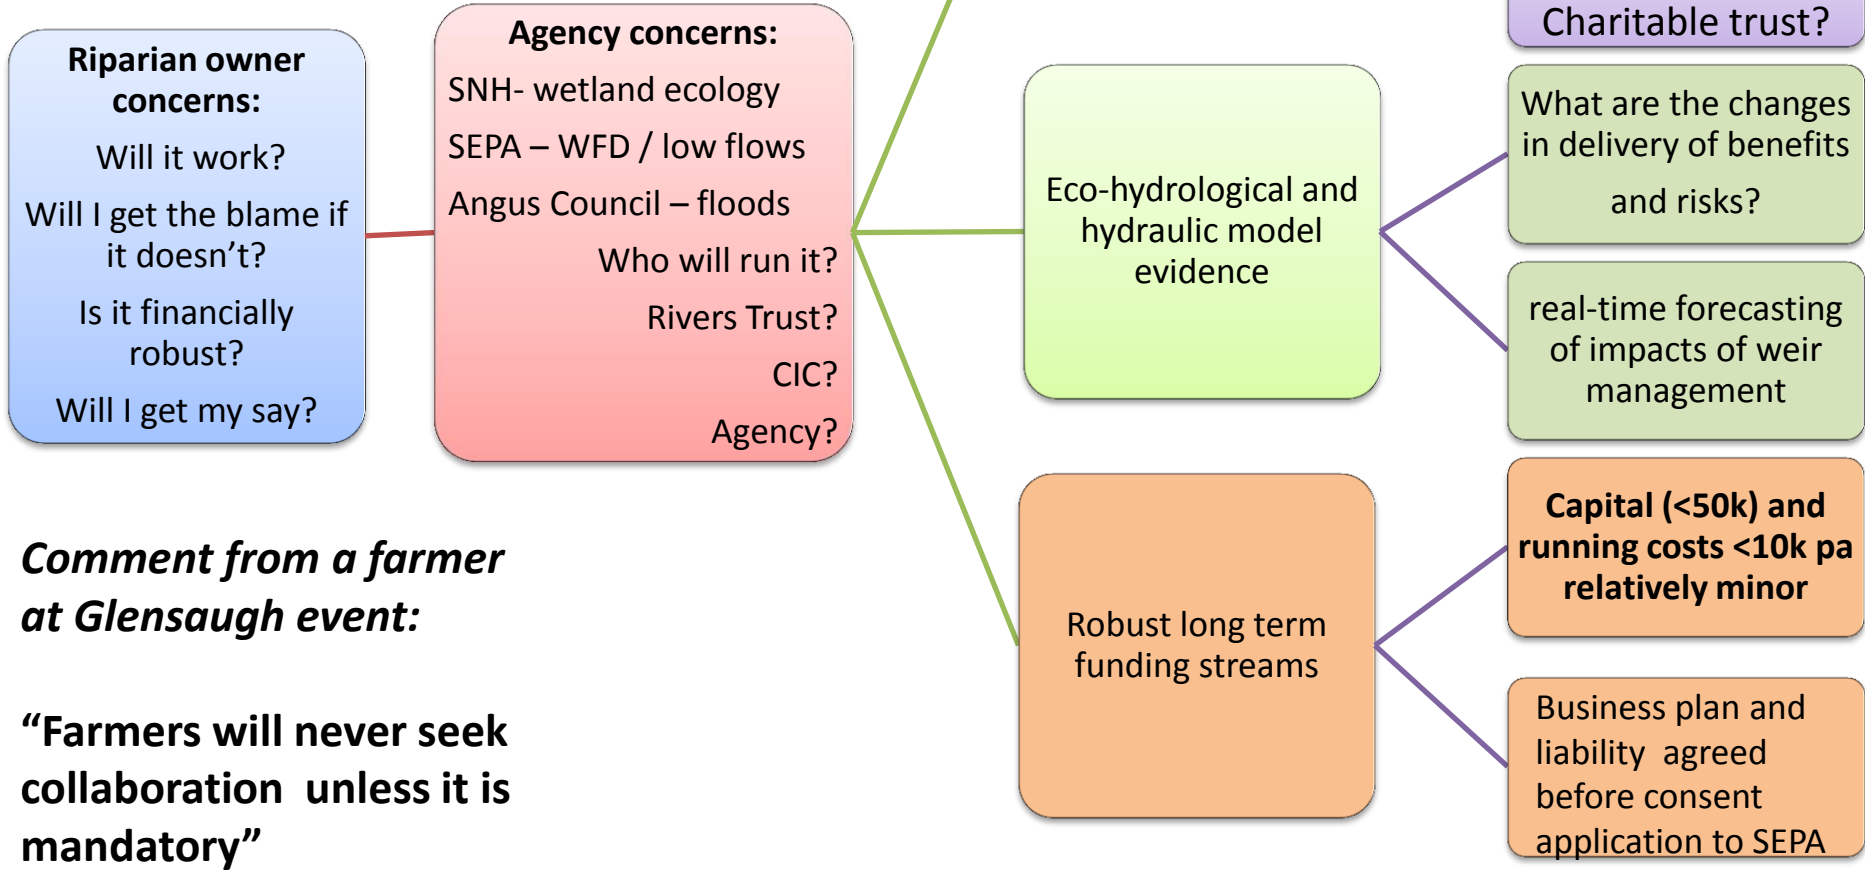 Riparian owner
concerns:
Will it work?
Will I get the blame if
it doesn’t?
Is it financially
robust?
Will I get my say?
Agency concerns:
SNH- wetland ecology
SEPA – WFD / low flows
Angus Council – floods
Who will run it?
Rivers Trust?
CIC?
Agency?
Eco-hydrological and
hydraulic model
evidence
Robust long term
funding streams
Charitable trust?
What are the changes
in delivery of benefits
and risks?
real-time forecasting
of impacts of weir
management
Capital (<50k) and
running costs <10k pa
relatively minor
Business plan and
liability  agreed
before consent
application to SEPA
Comment from a farmer
at Glensaugh event:
“Farmers will never seek
collaboration  unless it is
mandatory”